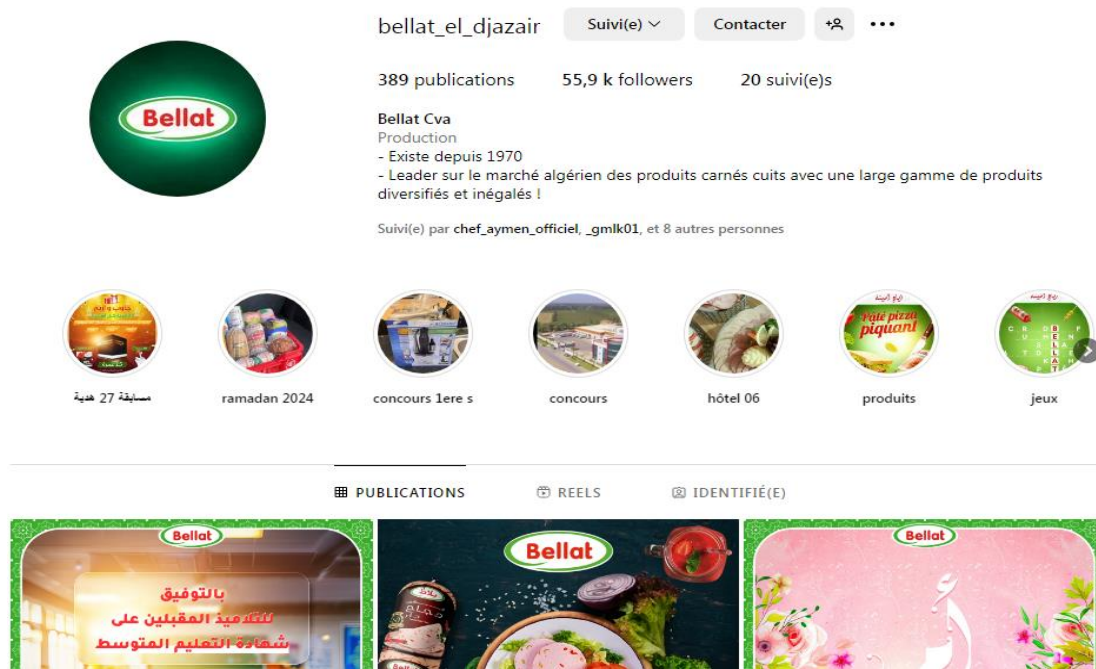 bellat_el_djazair Suivi(e) Contacter
389 publications 55,9 k followers 20 suivi(e)s
Bellat
Bellat Cva
Production
- Existe depuis 1970
- Leader sur le marché algérien des produits carnés cuits avec une large gamme de produits
diversifiés et inégalés !
Suivi(e) par chef_aymen_officiel, _gmlk01, et 8 autres personnes
Pâté pizza
piquant
مسابقة 27 هدية ramadan 2024 concours 1ere s concours hôtel 06 produits jeux
PUBLICATIONS REELS IDENTIFIÉ(E)
Bellat
بالتوفيق
للتلاميذ المقبلين على
شهادة التعليم المتوسط
Bellat
Bellat